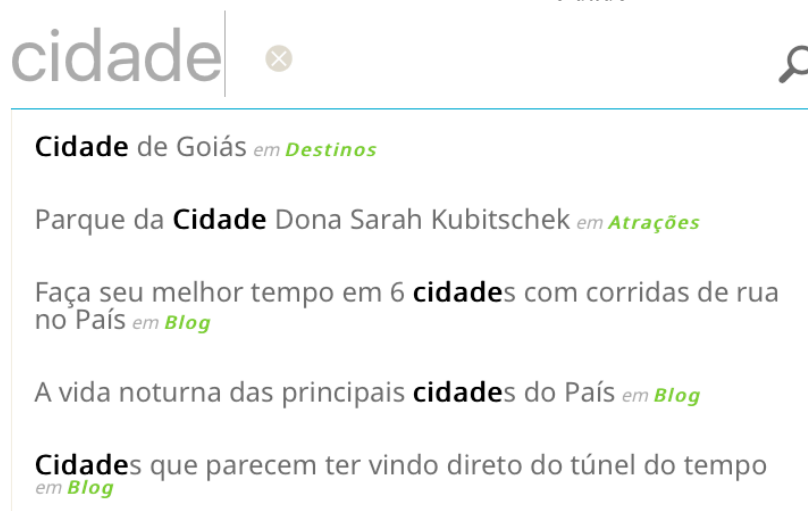 cidade
Cidade de Goiás em Destinos
Parque da Cidade Dona Sarah Kubitschek em Atrações
Faça seu melhor tempo em 6 cidades com corridas de rua
no País em Blog
A vida noturna das principais cidades do País em Blog
Cidades que parecem ter vindo direto do túnel do tempo
em Blog